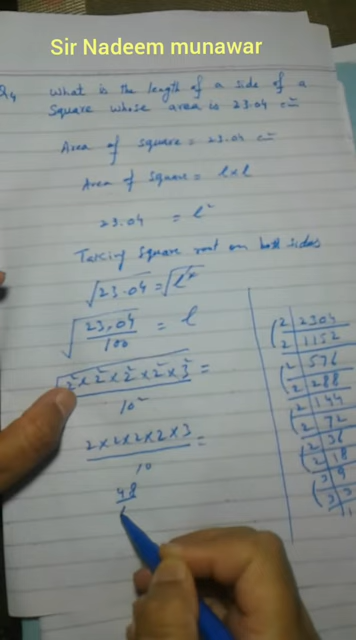 Sir Nadeem munawar
Q4 What is the length of a side of a
square whose area is 23.04 cm²
Area of square = 23.04 cm²
Area of square = l×l
23.04 = l²
Taking square root on both sides
√23.04 = √l²
√23.04/100 = l
√2²×2²×2²×2²×3²/10² =
2×2×2×2×3/10 =
48
2 2304
2 1152
2 576
2 288
2 144
2 72
2 36
2 18
3 9
3 3
1